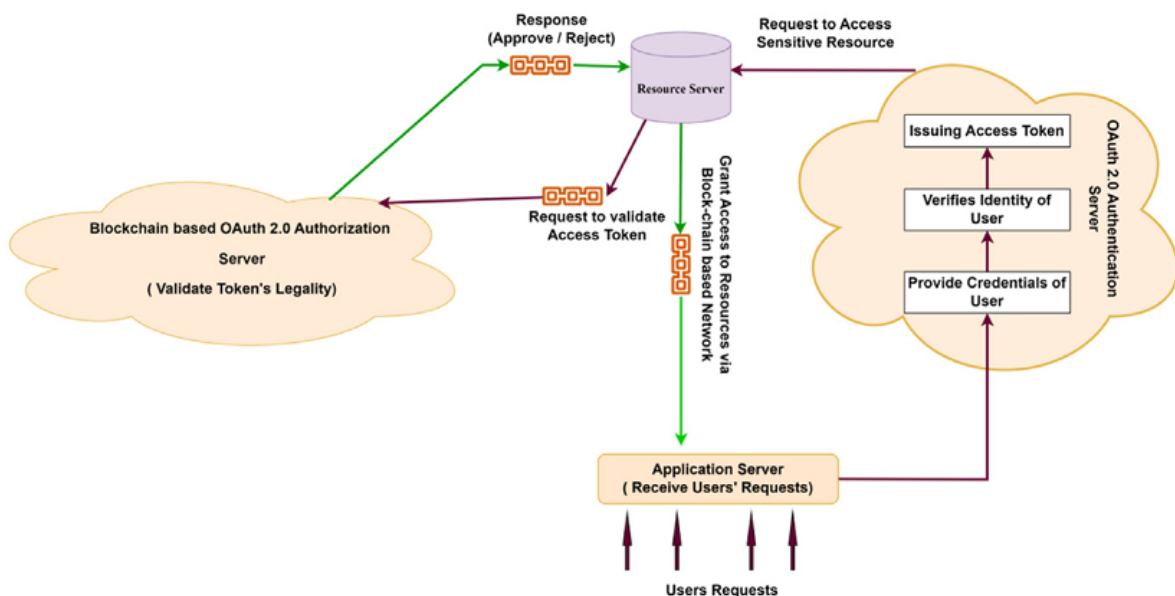 Response
(Approve / Reject)
Request to Access
Sensitive Resource
Resource Server
Issuing Access Token
Verifies Identity of
User
Provide Credentials of
User
OAuth 2.0 Authentication
Server
Request to validate
Access Token
Grant Access to Resources via
Block-chain based Network
Blockchain based OAuth 2.0 Authorization
Server
( Validate Token's Legality)
Application Server
( Receive Users' Requests)
Users Requests